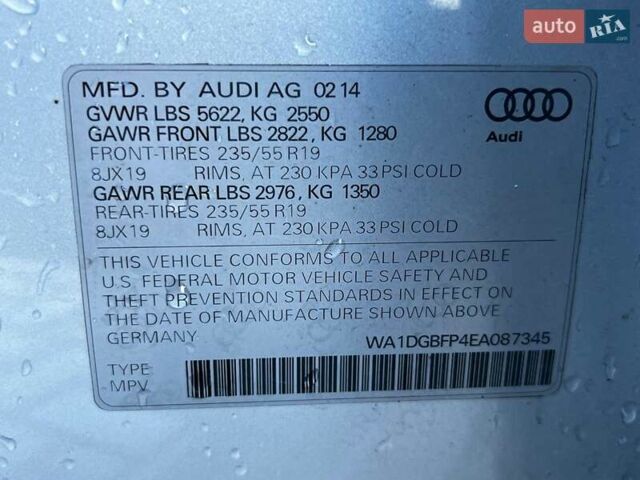 auto RIA.com
MFD. BY AUDI AG 02 14
GVWR LBS 5622, KG 2550
GAWR FRONT LBS 2822, KG 1280
FRONT-TIRES 235/55 R19
8JX19 RIMS, AT 230 KPA 33 PSI COLD
GAWR REAR LBS 2976, KG 1350
REAR-TIRES 235/55 R19
8JX19 RIMS, AT 230 KPA 33 PSI COLD
Audi
THIS VEHICLE CONFORMS TO ALL APPLICABLE
U.S. FEDERAL MOTOR VEHICLE SAFETY AND
THEFT PREVENTION STANDARDS IN EFFECT ON
THE DATE OF MANUFACTURE SHOWN ABOVE
GERMANY WA1DGBFP4EA087345
TYPE
MPV